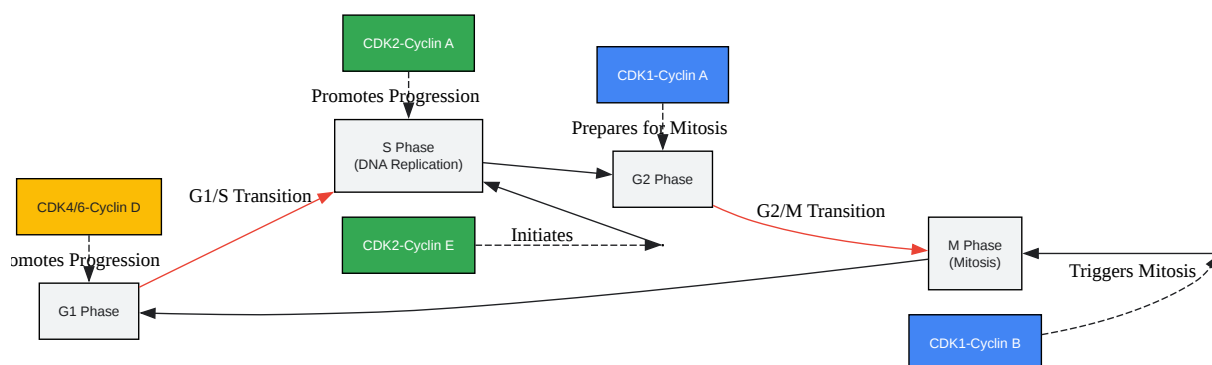 CDK2-Cyclin A
CDK1-Cyclin A
Promotes Progression
Prepares for Mitosis
S Phase
(DNA Replication)
G2 Phase
CDK4/6-Cyclin D
G1/S Transition
G2/M Transition
CDK2-Cyclin E
Initiates
M Phase
(Mitosis)
omotes Progression
Triggers Mitosis
G1 Phase
CDK1-Cyclin B